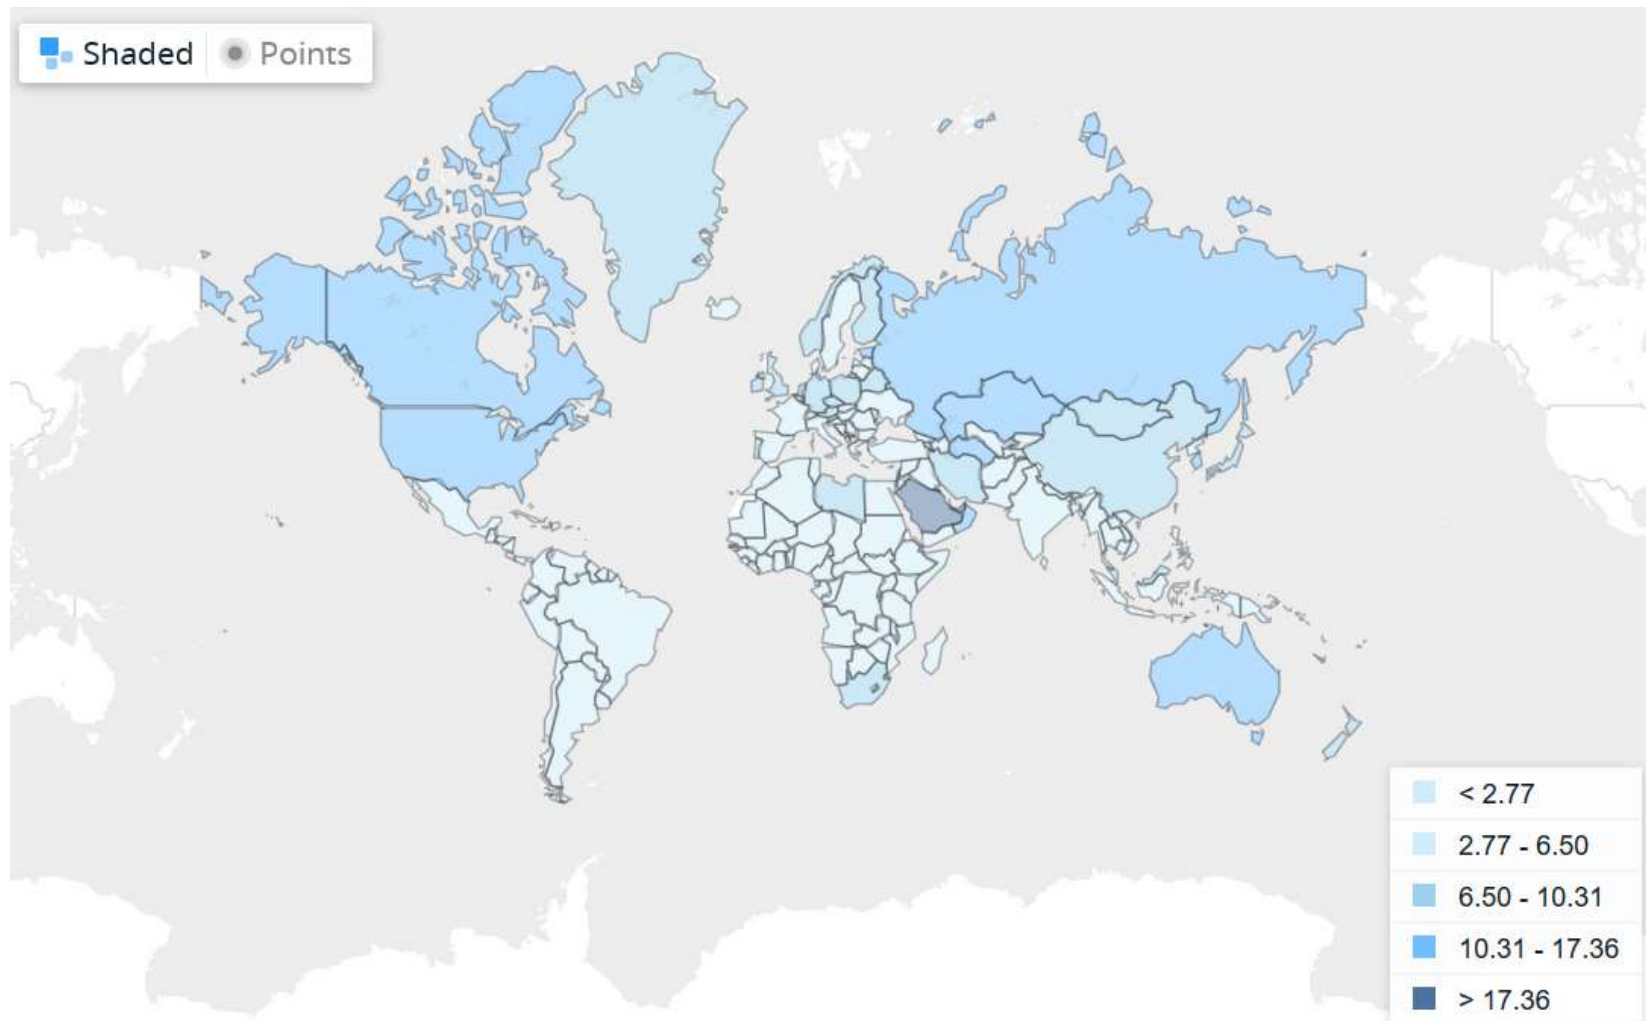 Shaded Points
< 2.77
2.77 - 6.50
6.50 - 10.31
10.31 - 17.36
> 17.36